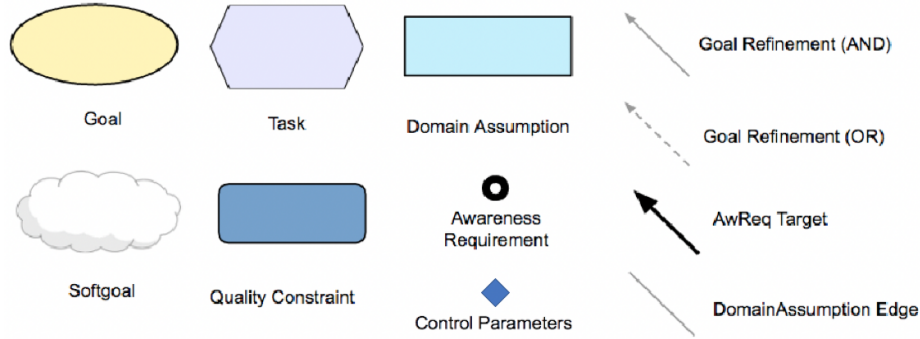 Goal
Task
Domain Assumption
Goal Refinement (AND)
Goal Refinement (OR)
Softgoal
Quality Constraint
Awareness
Requirement
AwReq Target
Control Parameters
DomainAssumption Edge